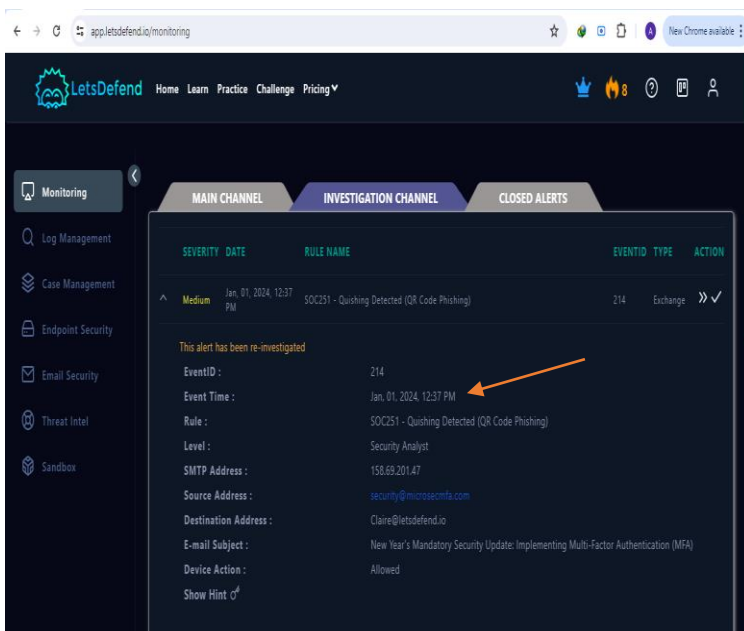 app.letsdefend.io/monitoring
A
New Chrome available
LetsDefend Home Learn Practice Challenge Pricing
8
Monitoring
Log Management
Case Management
Endpoint Security
Email Security
Threat Intel
Sandbox
MAIN CHANNEL INVESTIGATION CHANNEL CLOSED ALERTS
SEVERITY DATE RULE NAME EVENTID TYPE ACTION
Medium Jan, 01, 2024, 12:37 PM SOC251 - Quishing Detected (QR Code Phishing) 214 Exchange
This alert has been re-investigated
EventID : 214
Event Time : Jan, 01, 2024, 12:37 PM
Rule : SOC251 - Quishing Detected (QR Code Phishing)
Level : Security Analyst
SMTP Address : 158.69.201.47
Source Address : security@microsecmfa.com
Destination Address : Claire@letsdefend.io
E-mail Subject : New Year's Mandatory Security Update: Implementing Multi-Factor Authentication (MFA)
Device Action : Allowed
Show Hint